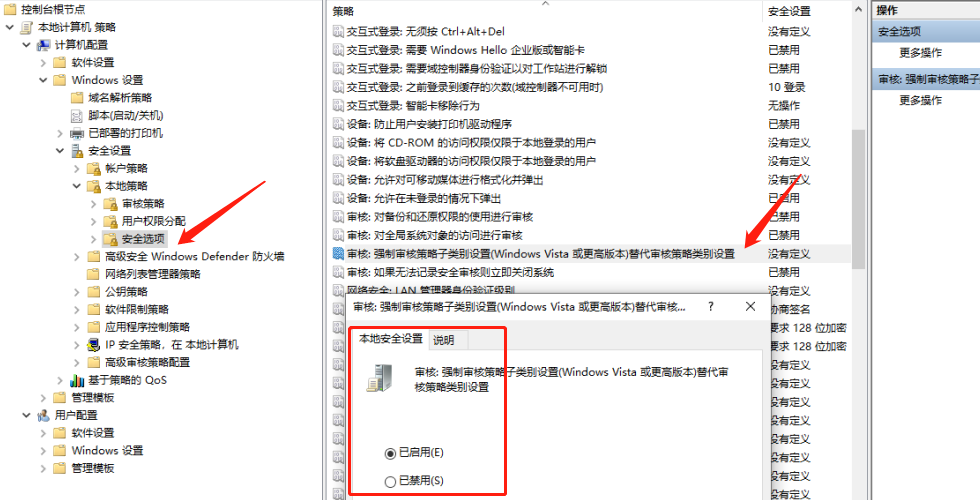 控制台根节点
本地计算机 策略
计算机配置
软件设置
Windows 设置
域名解析策略
脚本(启动/关机)
已部署的打印机
安全设置
帐户策略
本地策略
审核策略
用户权限分配
安全选项
高级安全 Windows Defender 防火墙
网络列表管理器策略
公钥策略
软件限制策略
应用程序控制策略
IP 安全策略，在 本地计算机
高级审核策略配置
基于策略的 QoS
管理模板
用户配置
软件设置
Windows 设置
管理模板
策略 安全设置
交互式登录: 无须按 Ctrl+Alt+Del 没有定义
交互式登录: 需要 Windows Hello 企业版或智能卡 已禁用
交互式登录: 需要域控制器身份验证以对工作站进行解锁 已禁用
交互式登录: 之前登录到缓存的次数(域控制器不可用时) 10 登录
交互式登录: 智能卡移除行为 无操作
设备: 防止用户安装打印机驱动程序 已禁用
设备: 将 CD-ROM 的访问权限仅限于本地登录的用户 没有定义
设备: 将软盘驱动器的访问权限仅限于本地登录的用户 没有定义
设备: 允许对可移动媒体进行格式化并弹出 没有定义
设备: 允许在未登录的情况下弹出 已启用
审核: 对备份和还原权限的使用进行审核 已禁用
审核: 对全局系统对象的访问进行审核 已禁用
审核: 强制审核策略子类别设置(Windows Vista 或更高版本)替代审核策略类别设置 没有定义
审核: 如果无法记录安全审核则立即关闭系统 已禁用
网络安全: LAN 管理器身份验证级别 没有定义
协商签名
要求 128 位加密
要求 128 位加密
没有定义
没有定义
没有定义
没有定义
没有定义
没有定义
没有定义
没有定义
审核: 强制审核策略子类别设置(Windows Vista 或更高版本)替代审核... ?
本地安全设置 说明
审核: 强制审核策略子类别设置(Windows Vista 或更高版本)替代审
核策略类别设置
已启用(E)
已禁用(S)
操作
安全选项
更多操作
审核: 强制审核策略子
更多操作